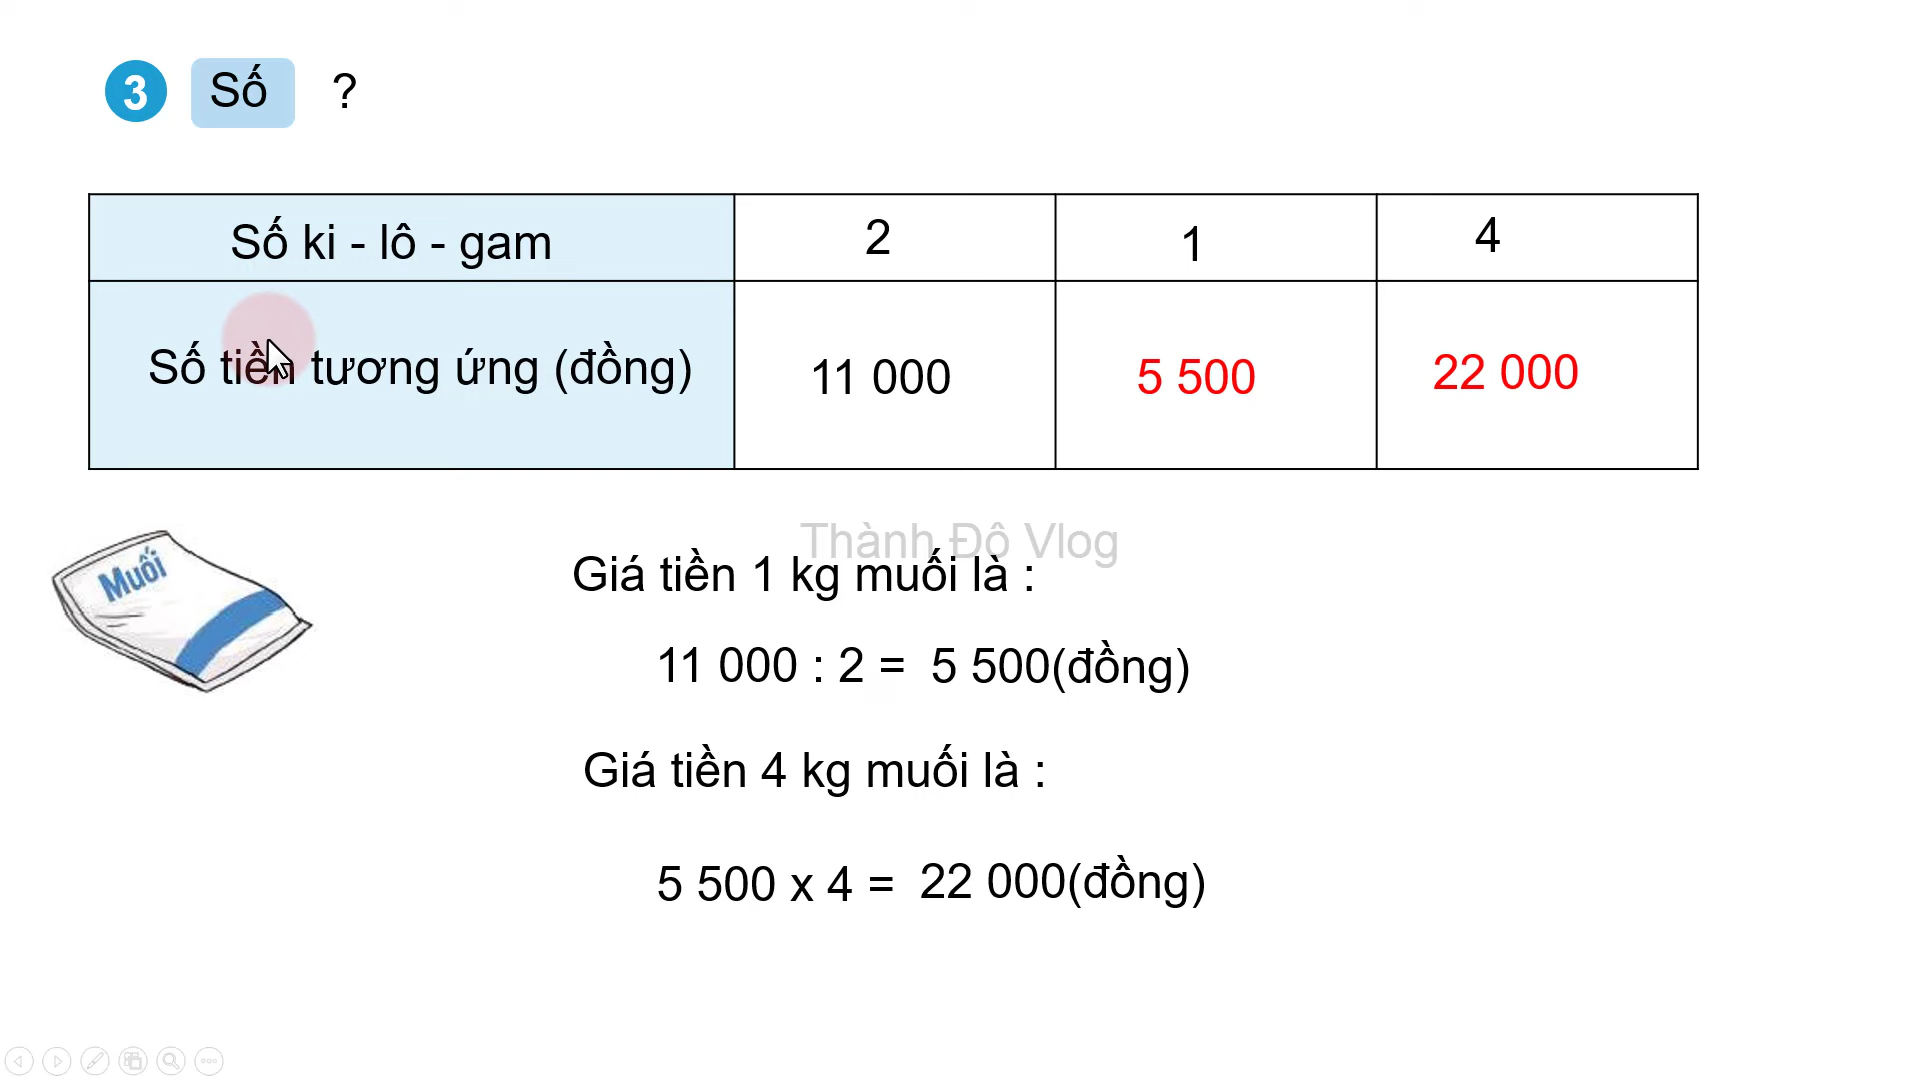 3 Số ?
Số ki - lô - gam 2 1 4
Số tiền tương ứng (đồng) 11 000 5 500 22 000
Muối
Thành Đô Vlog
Giá tiền 1 kg muối là :
11 000 : 2 = 5 500(đồng)
Giá tiền 4 kg muối là :
5 500 x 4 = 22 000(đồng)